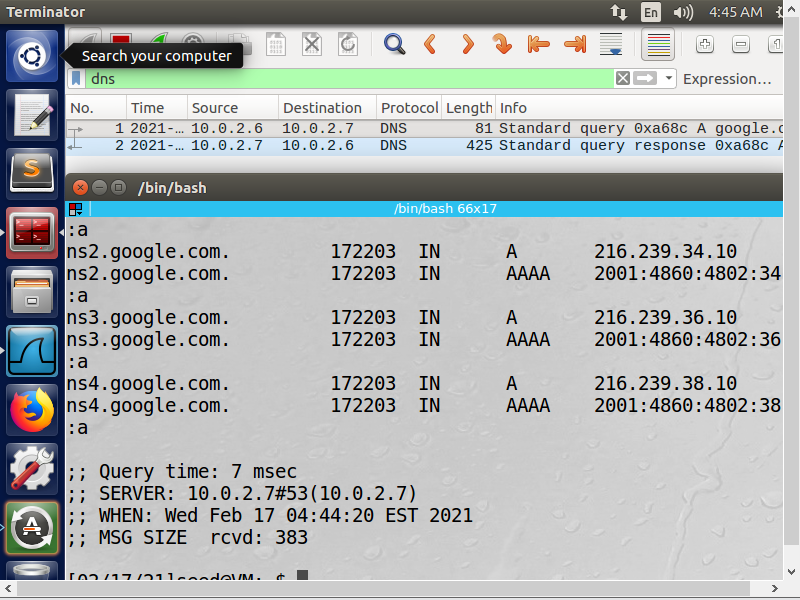 Terminator
En
4:45 AM
Search your computer
dns
Expression…
No. Time Source Destination Protocol Length Info
1 2021-… 10.0.2.6 10.0.2.7 DNS 81 Standard query 0xa68c A google.c
2 2021-… 10.0.2.7 10.0.2.6 DNS 425 Standard query response 0xa68c A
/bin/bash
/bin/bash 66x17
:a
ns2.google.com. 172203 IN A 216.239.34.10
ns2.google.com. 172203 IN AAAA 2001:4860:4802:34
:a
ns3.google.com. 172203 IN A 216.239.36.10
ns3.google.com. 172203 IN AAAA 2001:4860:4802:36
:a
ns4.google.com. 172203 IN A 216.239.38.10
ns4.google.com. 172203 IN AAAA 2001:4860:4802:38
:a
;; Query time: 7 msec
;; SERVER: 10.0.2.7#53(10.0.2.7)
;; WHEN: Wed Feb 17 04:44:20 EST 2021
;; MSG SIZE rcvd: 383
[02/17/21]seed@VM:~$